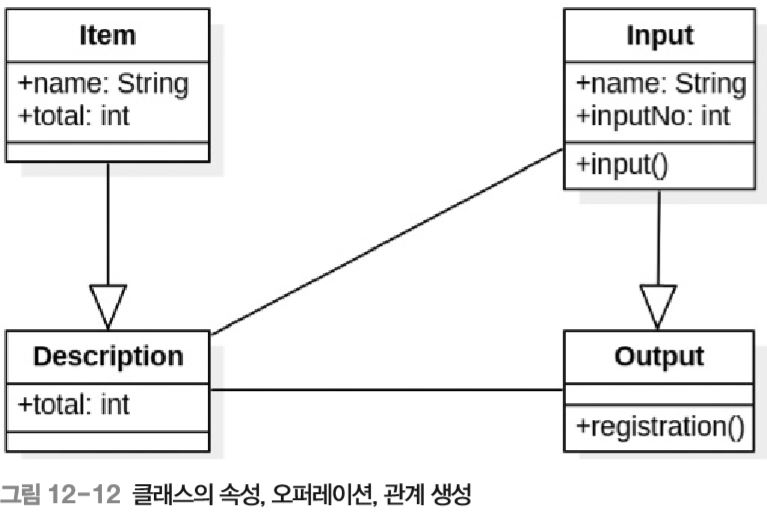 Item
+name: String
+total: int
Input
+name: String
+inputNo: int
+input()
Description
+total: int
Output
+registration()
그림 12-12 클래스의 속성, 오퍼레이션, 관계 생성